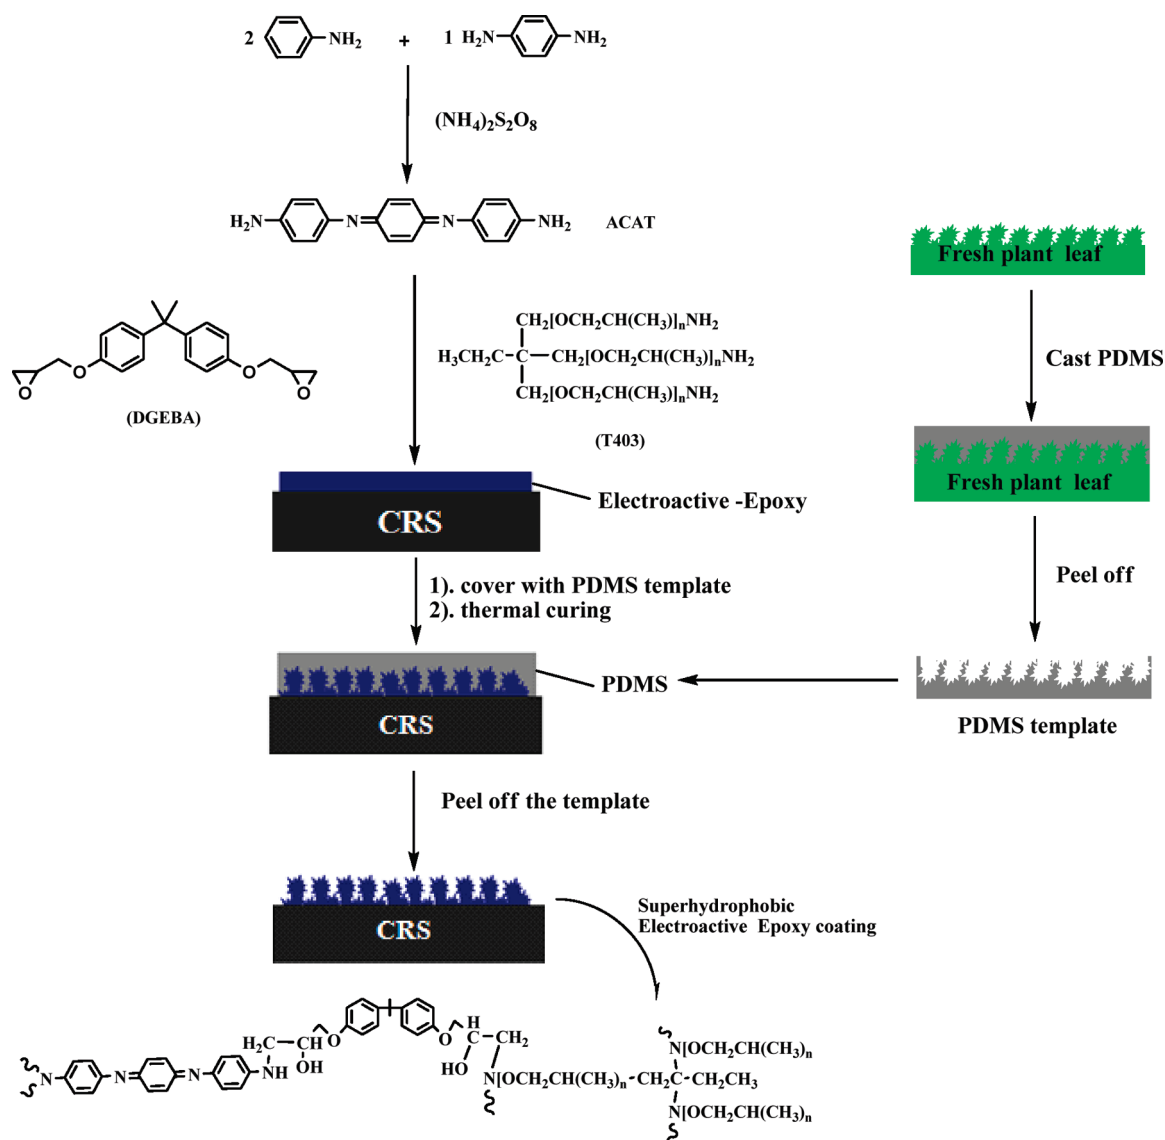 2 NH₂ + 1 H₂N NH₂
(NH₄)₂S₂O₈
H₂N N N NH₂ ACAT
Fresh plant leaf
CH₂[OCH₂CH(CH₃)]ₙNH₂
H₃C H₂C C CH₂[OCH₂CH(CH₃)]ₙNH₂
CH₂[OCH₂CH(CH₃)]ₙNH₂
O O O O
(DGEBA)
(T403)
Cast PDMS
Fresh plant leaf
Electroactive -Epoxy
CRS
1). cover with PDMS template
2). thermal curing
Peel off
PDMS
CRS
PDMS template
Peel off the template
CRS
Superhydrophobic
Electroactive Epoxy coating
N N N NH H₂C CH OH O O H C CH₂ HO
N[OCH₂CH(CH₃)ₙ-CH₂ C-CH₂CH₃
N[OCH₂CH(CH₃)ₙ
N[OCH₂CH(CH₃)ₙ